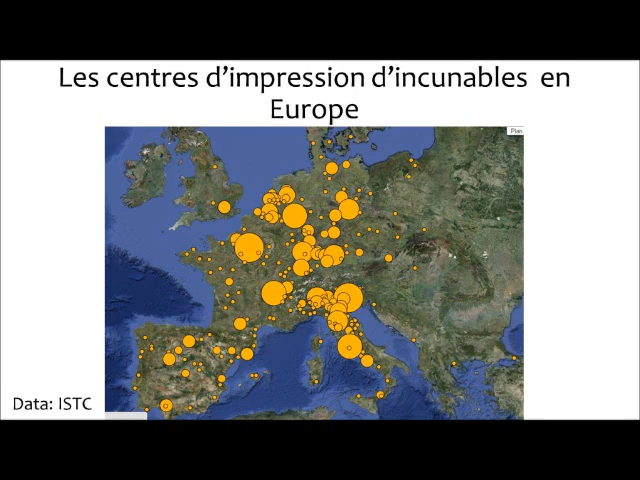 Les centres d'impression d'incunables en
Europe
Plan
Data: ISTC